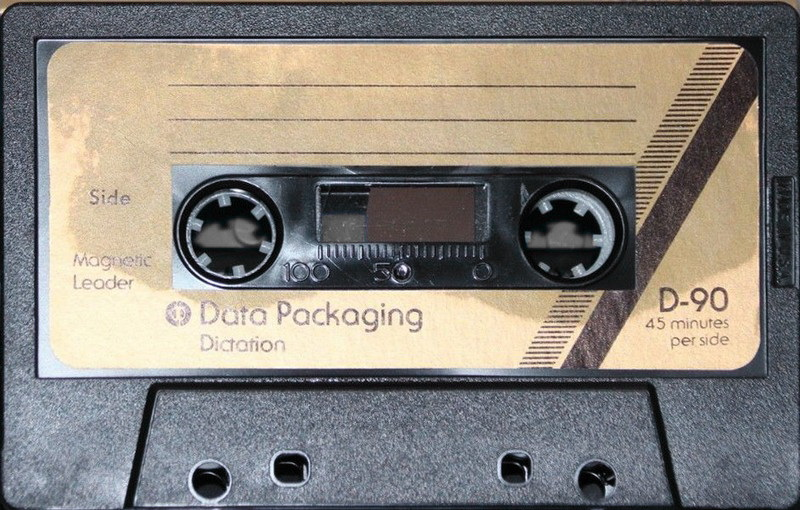 Side
Magnetic
Leader
100 50 0
Data Packaging
Dictation
D-90
45 minutes
per side